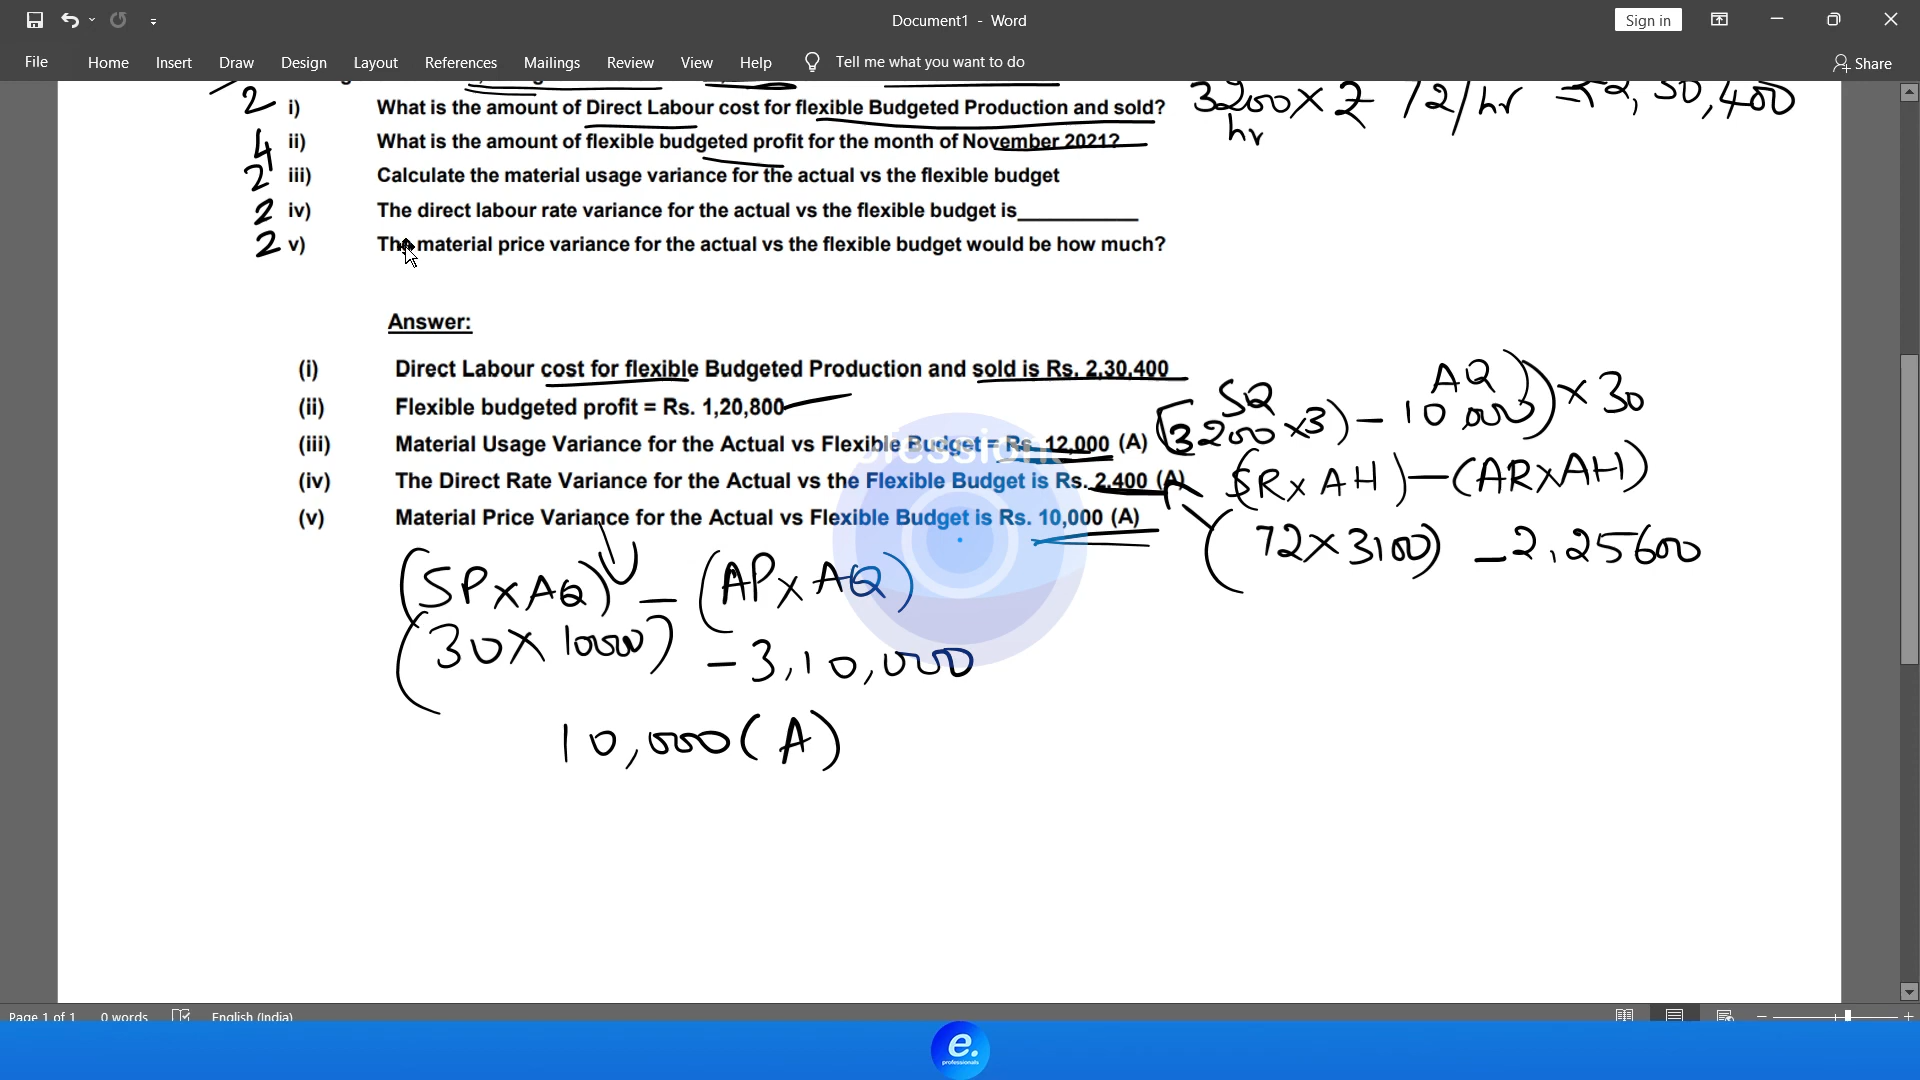 Document1 - Word
Sign in
File Home Insert Draw Design Layout References Mailings Review View Help Tell me what you want to do Share
3200 × ₹ 72/hr = ₹2,30,400
hr
2 i) What is the amount of Direct Labour cost for flexible Budgeted Production and sold?
4 ii) What is the amount of flexible budgeted profit for the month of November 2021?
2 iii) Calculate the material usage variance for the actual vs the flexible budget
2 iv) The direct labour rate variance for the actual vs the flexible budget is____________
2 v) The material price variance for the actual vs the flexible budget would be how much?
Answer:
(i) Direct Labour cost for flexible Budgeted Production and sold is Rs. 2,30,400
(ii) Flexible budgeted profit = Rs. 1,20,800
(iii) Material Usage Variance for the Actual vs Flexible Budget = Rs. 12,000 (A)
(iv) The Direct Rate Variance for the Actual vs the Flexible Budget is Rs. 2,400 (A)
(v) Material Price Variance for the Actual vs Flexible Budget is Rs. 10,000 (A)
SQ AQ
(3200 × 3) - 10,000) × 30
(SR × AH) - (AR × AH)
(72 × 3100) - 2,25600
(SP × AQ) - (AP × AQ)
(30 × 10000) - 3,10,000
10,000 (A)
Page 1 of 1 0 words English (India)
e.
professionals